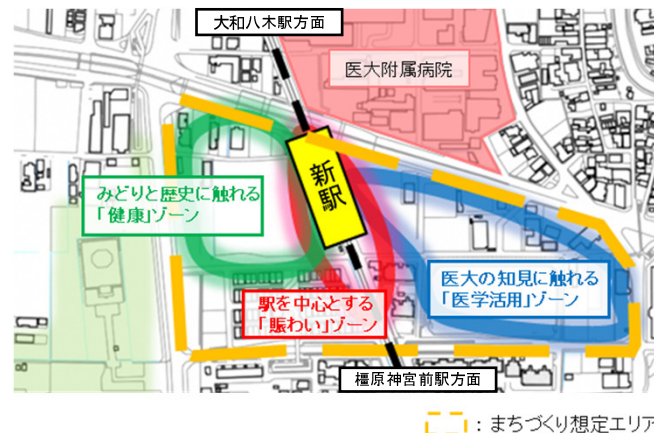 大和八木駅方面
医大附属病院
新駅
みどりと歴史に触れる
「健康」ゾーン
医大の知見に触れる
「医学活用」ゾーン
駅を中心とする
「賑わい」ゾーン
橿原神宮前駅方面
：まちづくり想定エリア